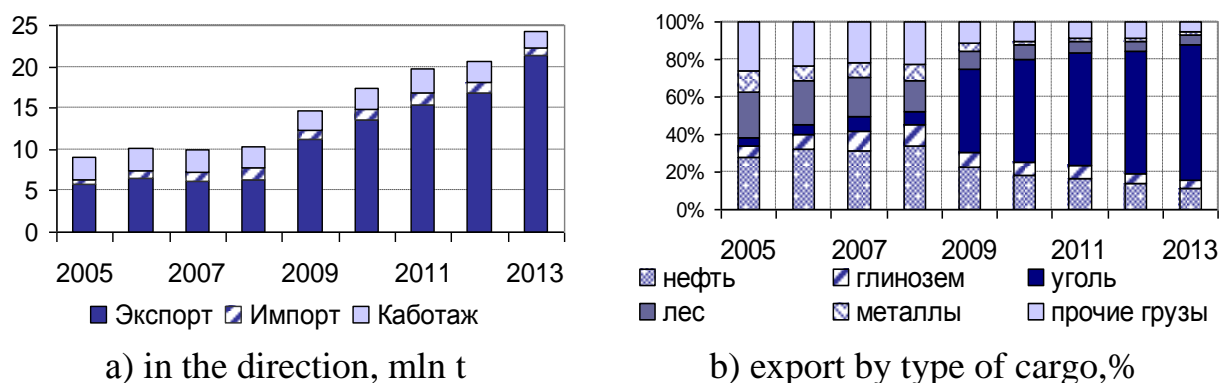 25
20
15
10
5
0
2005 2007 2009 2011 2013
Экспорт Импорт Каботаж
a) in the direction, mln t
100%
80%
60%
40%
20%
0%
2005 2007 2009 2011 2013
нефть глинозем уголь
лес металлы прочие грузы
b) export by type of cargo,%